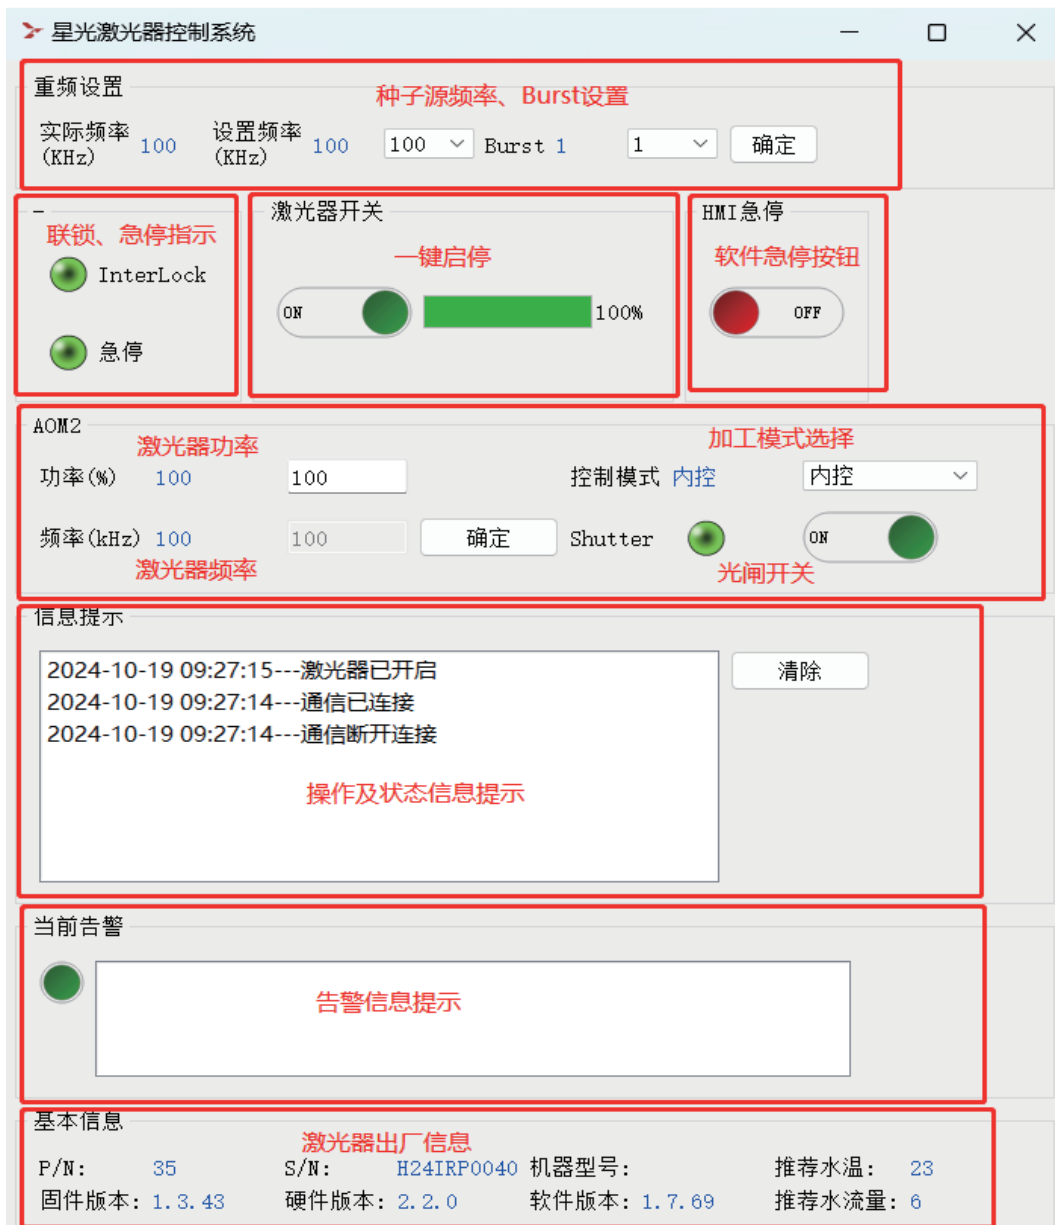 星光激光器控制系统
重频设置
种子源频率、Burst设置
实际频率(KHz) 100 设置频率(KHz) 100 100 Burst 1 1 确定
-
激光器开关
HMI急停
联锁、急停指示
一键启停
软件急停按钮
InterLock
ON 100%
OFF
急停
AOM2
激光器功率
加工模式选择
功率(%) 100 100 控制模式 内控 内控
频率(kHz) 100 100 确定 Shutter ON
激光器频率
光闸开关
信息提示
2024-10-19 09:27:15---激光器已开启
清除
2024-10-19 09:27:14---通信已连接
2024-10-19 09:27:14---通信断开连接
操作及状态信息提示
当前告警
告警信息提示
基本信息
激光器出厂信息
P/N: 35 S/N: H24IRP0040 机器型号: 推荐水温: 23
固件版本: 1.3.43 硬件版本: 2.2.0 软件版本: 1.7.69 推荐水流量: 6